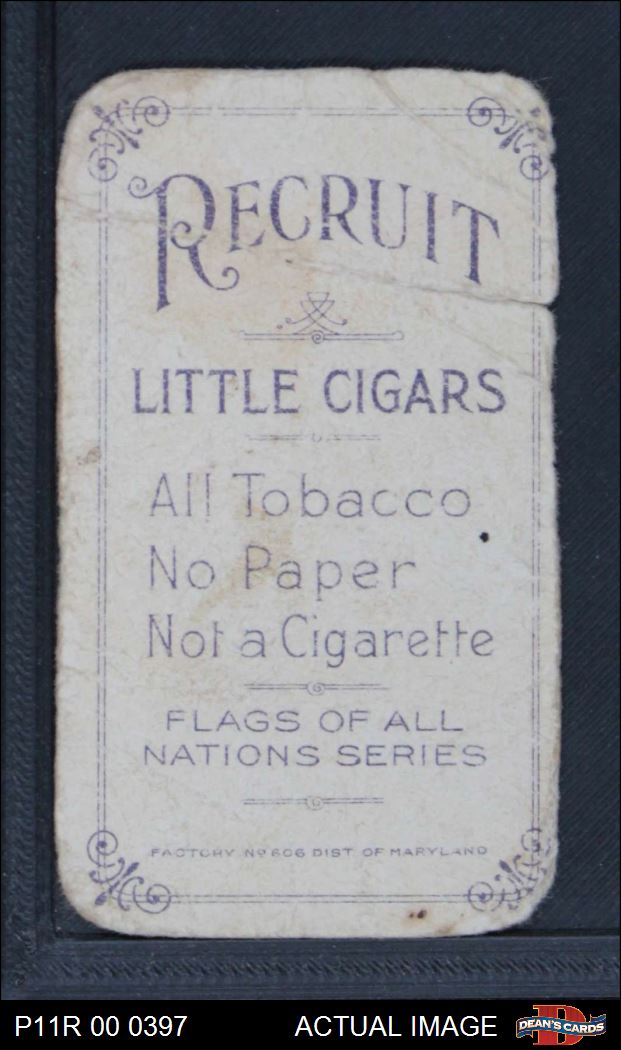 RECRUIT
LITTLE CIGARS
All Tobacco
No Paper
Not a Cigarette
FLAGS OF ALL
NATIONS SERIES
FACTORY Nº 606 DIST OF MARYLAND
P11R 00 0397
ACTUAL IMAGE
D
DEAN'S CARDS